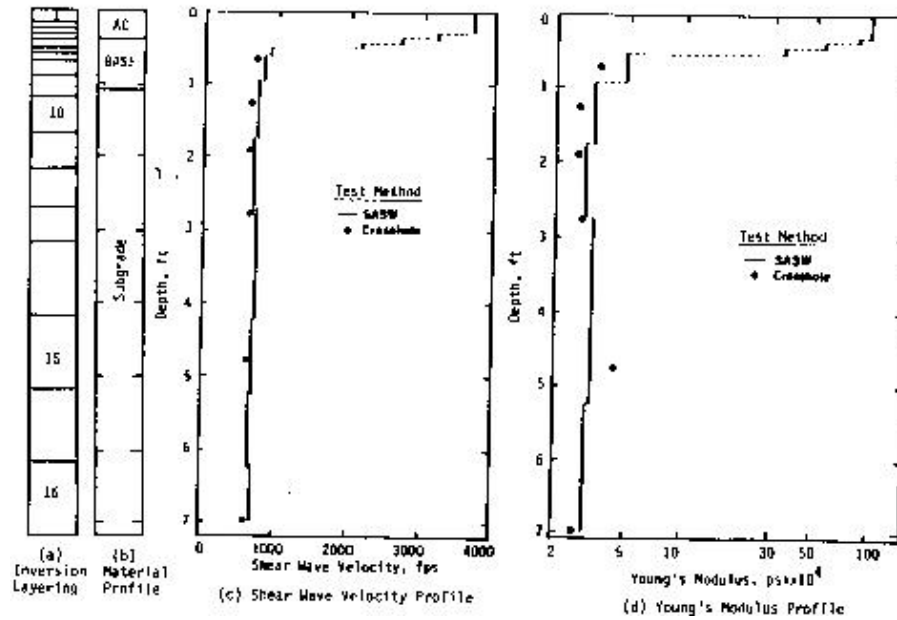 1
10
15
16
(a)
Inversion
Layering
AC
BASE
Subgrade
(b)
Material
Profile
0
1
2
3
4
5
6
7
Depth, ft
Test Method
SASW
Crosshole
0 1000 2000 3000 4000
Shear Wave Velocity, fps
(c) Shear Wave Velocity Profile
0
1
2
3
4
5
6
7
Depth, ft
Test Method
SASW
Crosshole
2 5 10 30 50 100
Young's Modulus, psi×10⁴
(d) Young's Modulus Profile